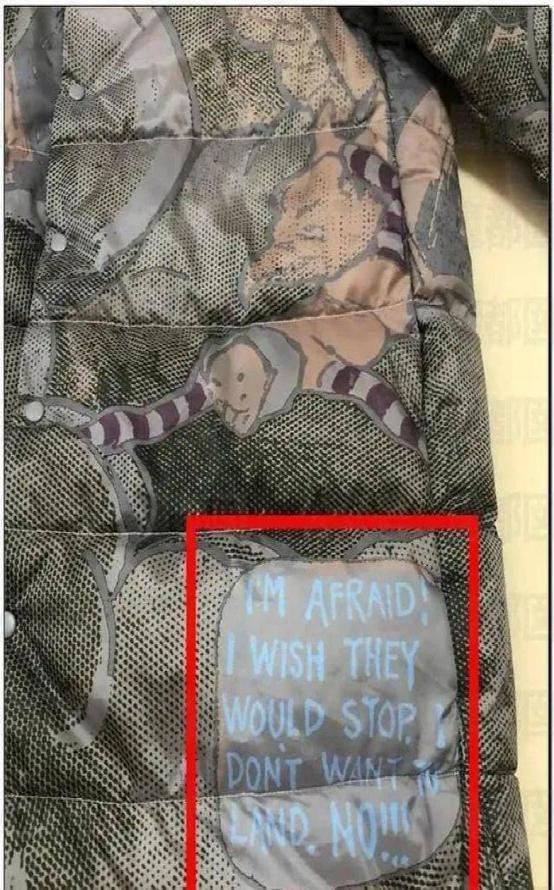 I'M AFRAID!
I WISH THEY
WOULD STOP. I
DON'T WANT TO
LAND. NO!!!